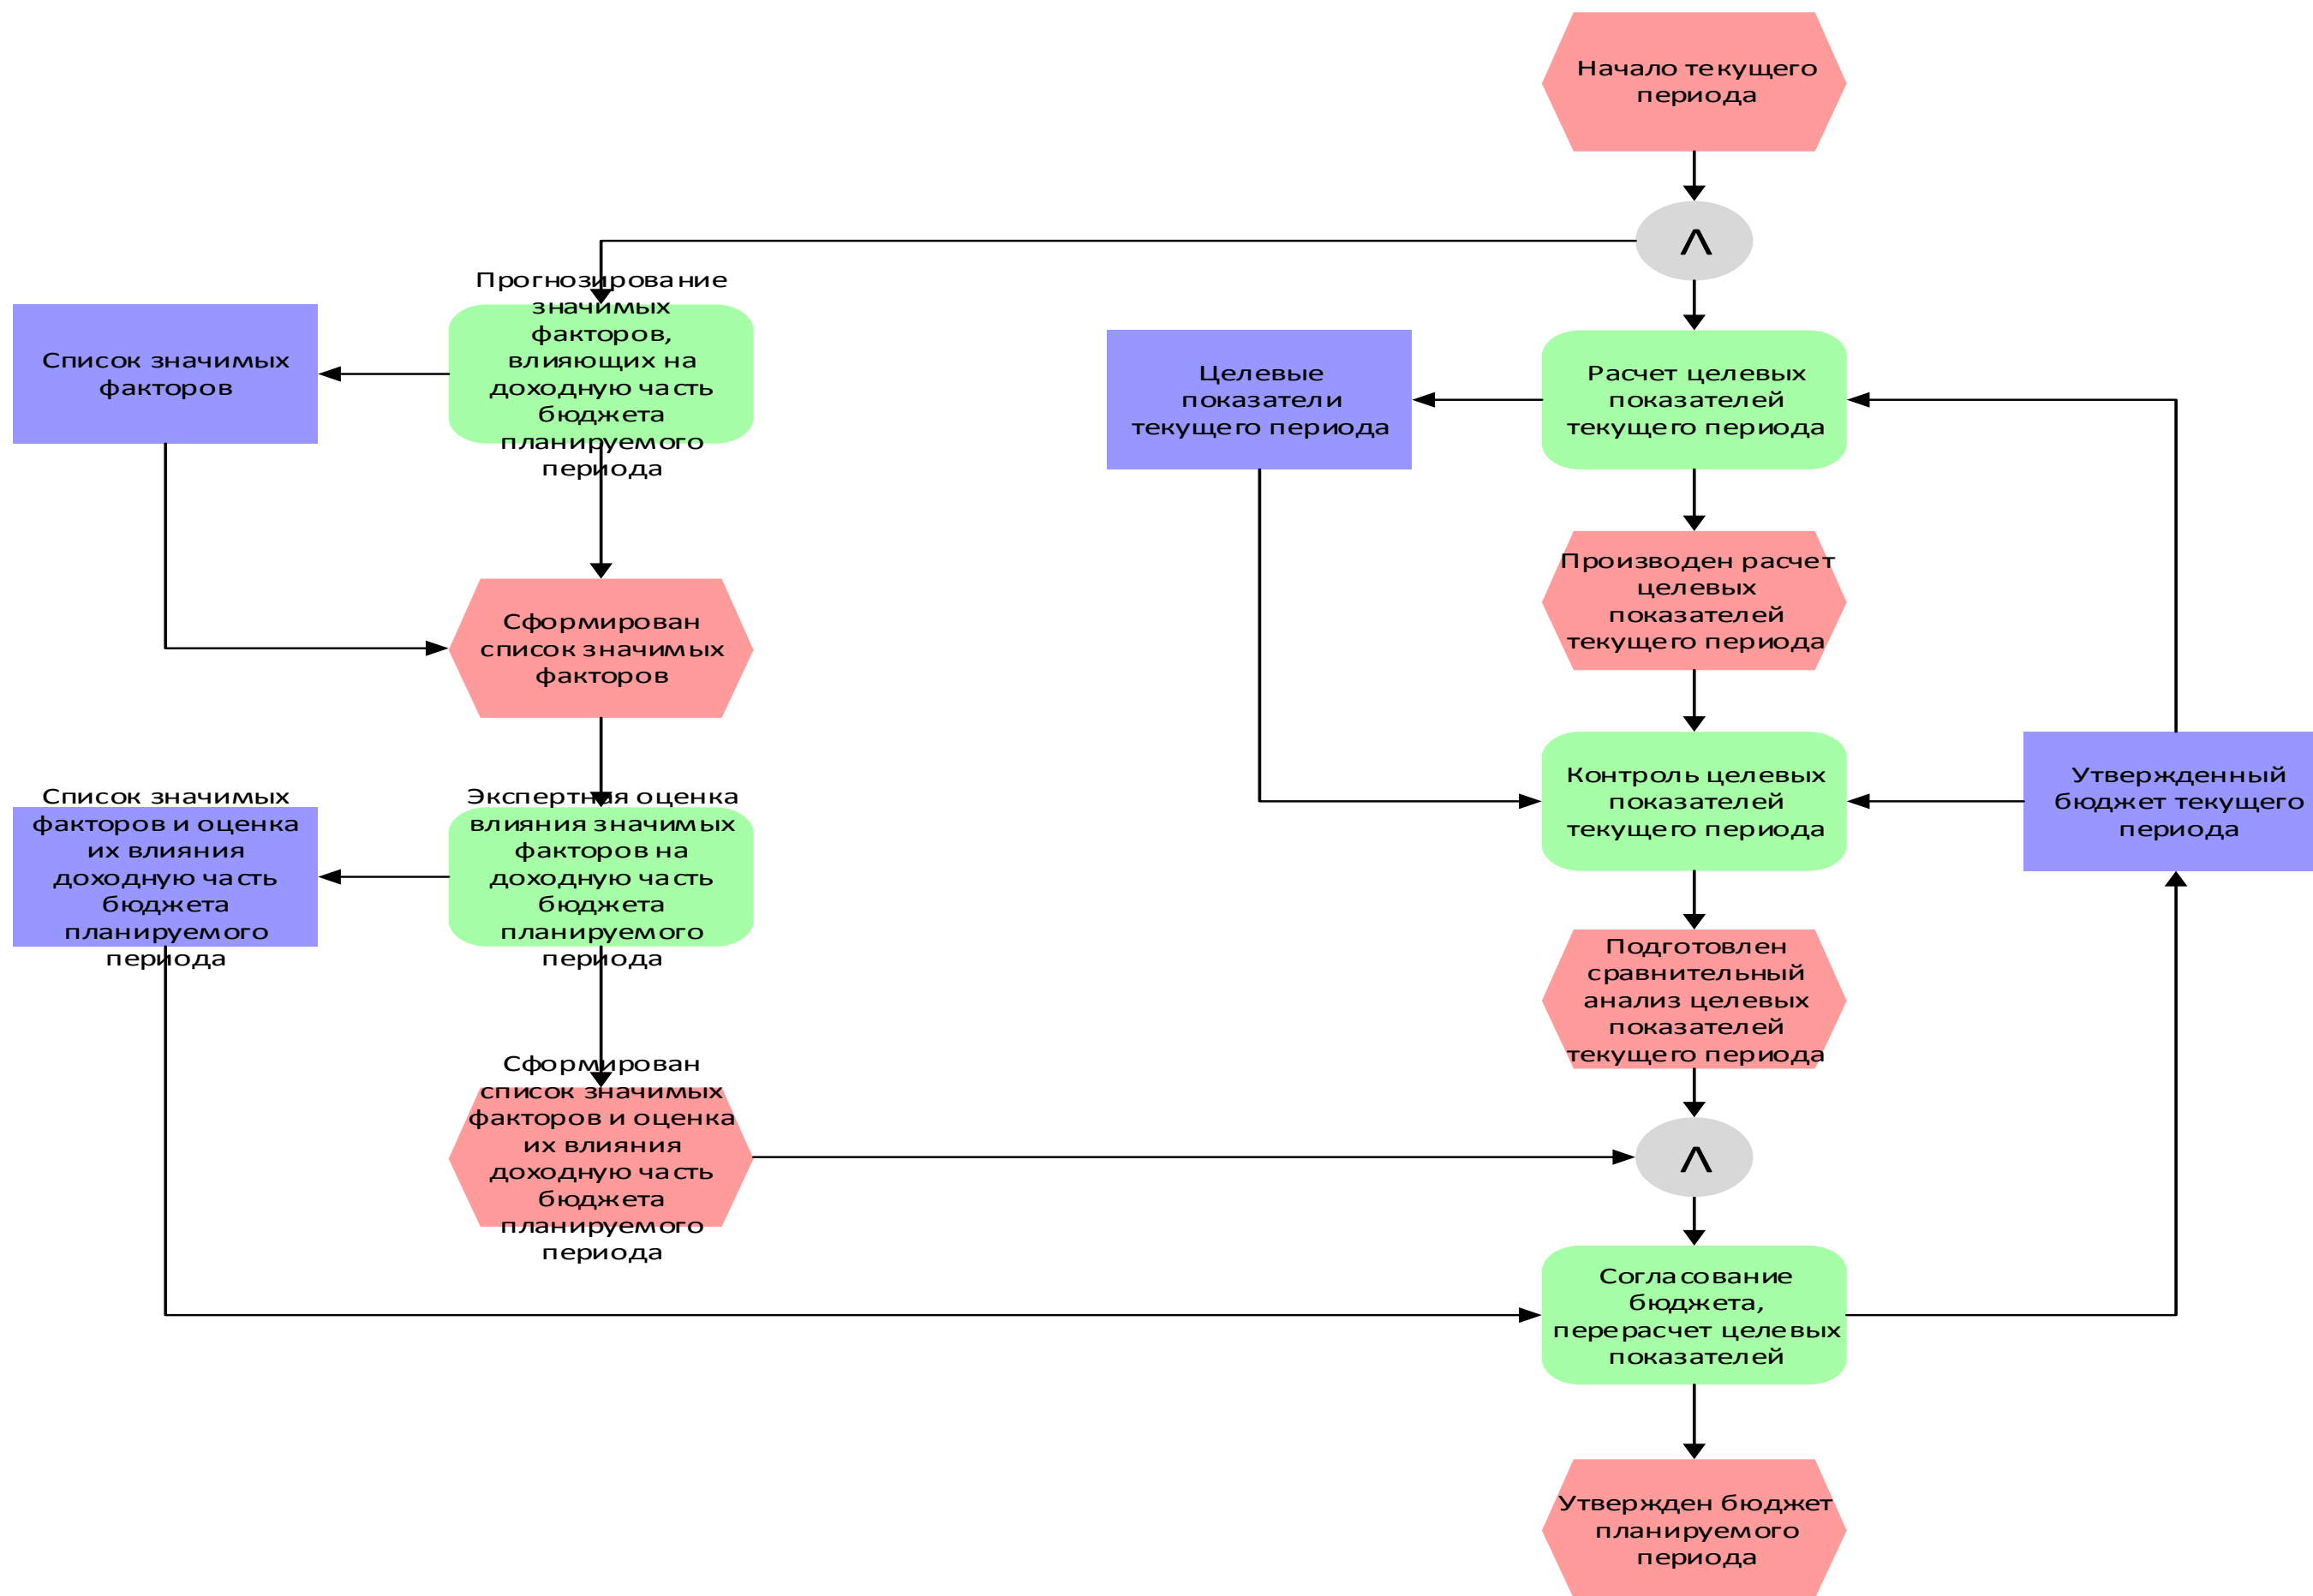 Начало текущего
периода
^
Прогнозирование
значимых
факторов,
влияющих на
доходную часть
бюджета
планируемого
периода
Список значимых
факторов
Целевые
показатели
текущего периода
Расчет целевых
показателей
текущего периода
Производен расчет
целевых
показателей
текущего периода
Сформирован
список значимых
факторов
Контроль целевых
показателей
текущего периода
Утвержденный
бюджет текущего
периода
Список значимых
факторов и оценка
их влияния
доходную часть
бюджета
планируемого
периода
Экспертная оценка
влияния значимых
факторов на
доходную часть
бюджета
планируемого
периода
Подготовлен
сравнительный
анализ целевых
показателей
текущего периода
Сформирован
список значимых
факторов и оценка
их влияния
доходную часть
бюджета
планируемого
периода
^
Согласование
бюджета,
перерасчет целевых
показателей
Утвержден бюджет
планируемого
периода